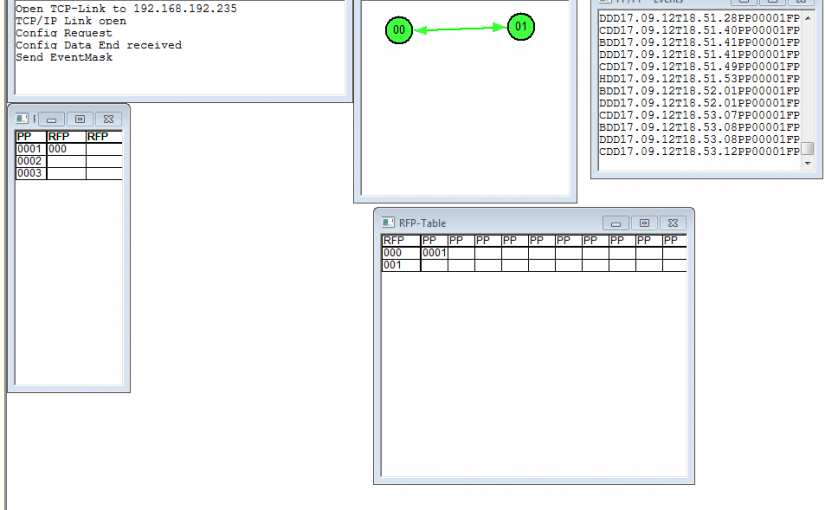 Open TCP-Link to 192.168.192.235
TCP/IP Link open
Config Request
Config Data End received
Send EventMask
00
01
DDD17.09.12T18.51.28PP00001FP
CDD17.09.12T18.51.40PP00001FP
BDD17.09.12T18.51.41PP00001FP
DDD17.09.12T18.51.41PP00001FP
CDD17.09.12T18.51.49PP00001FP
HDD17.09.12T18.51.53PP00001FP
BDD17.09.12T18.52.01PP00001FP
DDD17.09.12T18.52.01PP00001FP
CDD17.09.12T18.53.07PP00001FP
BDD17.09.12T18.53.08PP00001FP
DDD17.09.12T18.53.08PP00001FP
CDD17.09.12T18.53.12PP00001FP
PP RFP RFP
0001 000
0002
0003
RFP-Table
RFP PP PP PP PP PP PP PP PP PP PP
000 0001
001